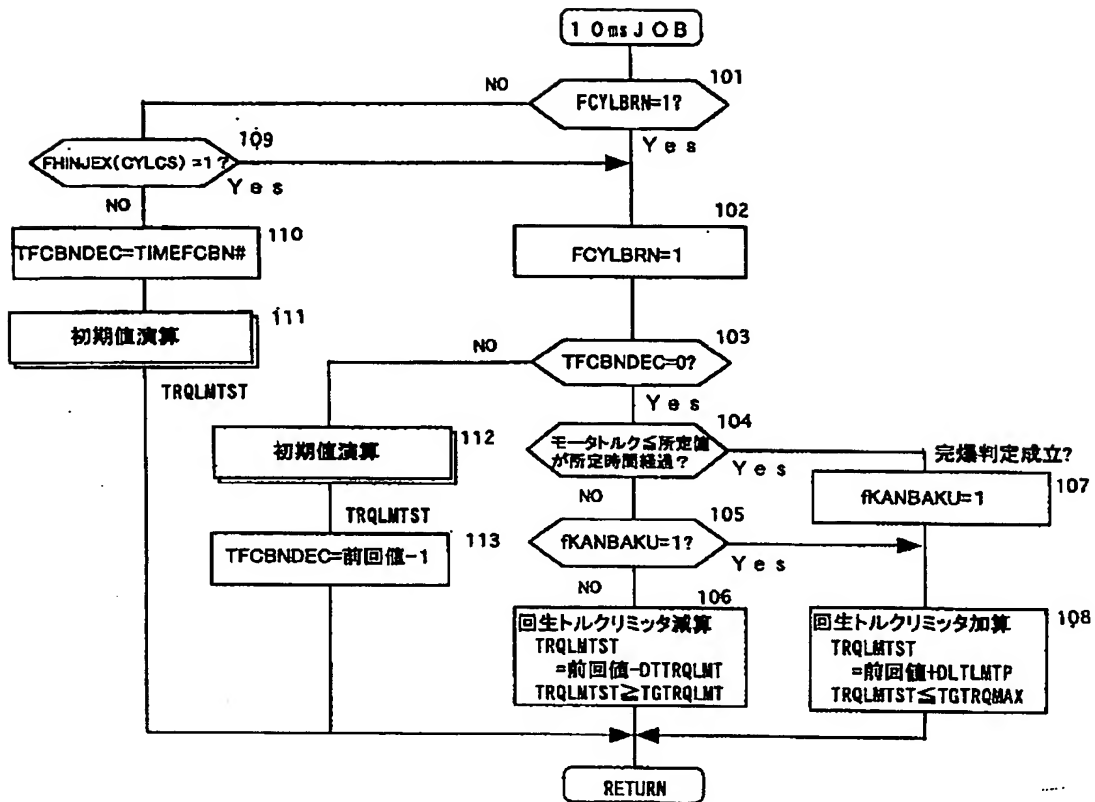 10msJOB
101
NO
FCYLBRN=1?
Yes
109
FHINJEX(CYLCS)=1?
Yes
NO
102
FCYLBRN=1
110
TFCBNDEC=TIMEFCBN#
111
初期値演算
TRQLMTST
103
NO
TFCBNDEC=0?
Yes
104
モータトルク≦所定値
が所定時間経過?
Yes
NO
完爆判定成立?
107
fKANBAKU=1
112
初期値演算
TRQLMTST
113
TFCBNDEC=前回値-1
105
fKANBAKU=1?
Yes
NO
106
回生トルクリミッタ減算
TRQLMTST
=前回値-DTTRQLMT
TRQLMTST≧TGTRQLMT
108
回生トルクリミッタ加算
TRQLMTST
=前回値+DLTLMTP
TRQLMTST≦TGTRQMAX
RETURN